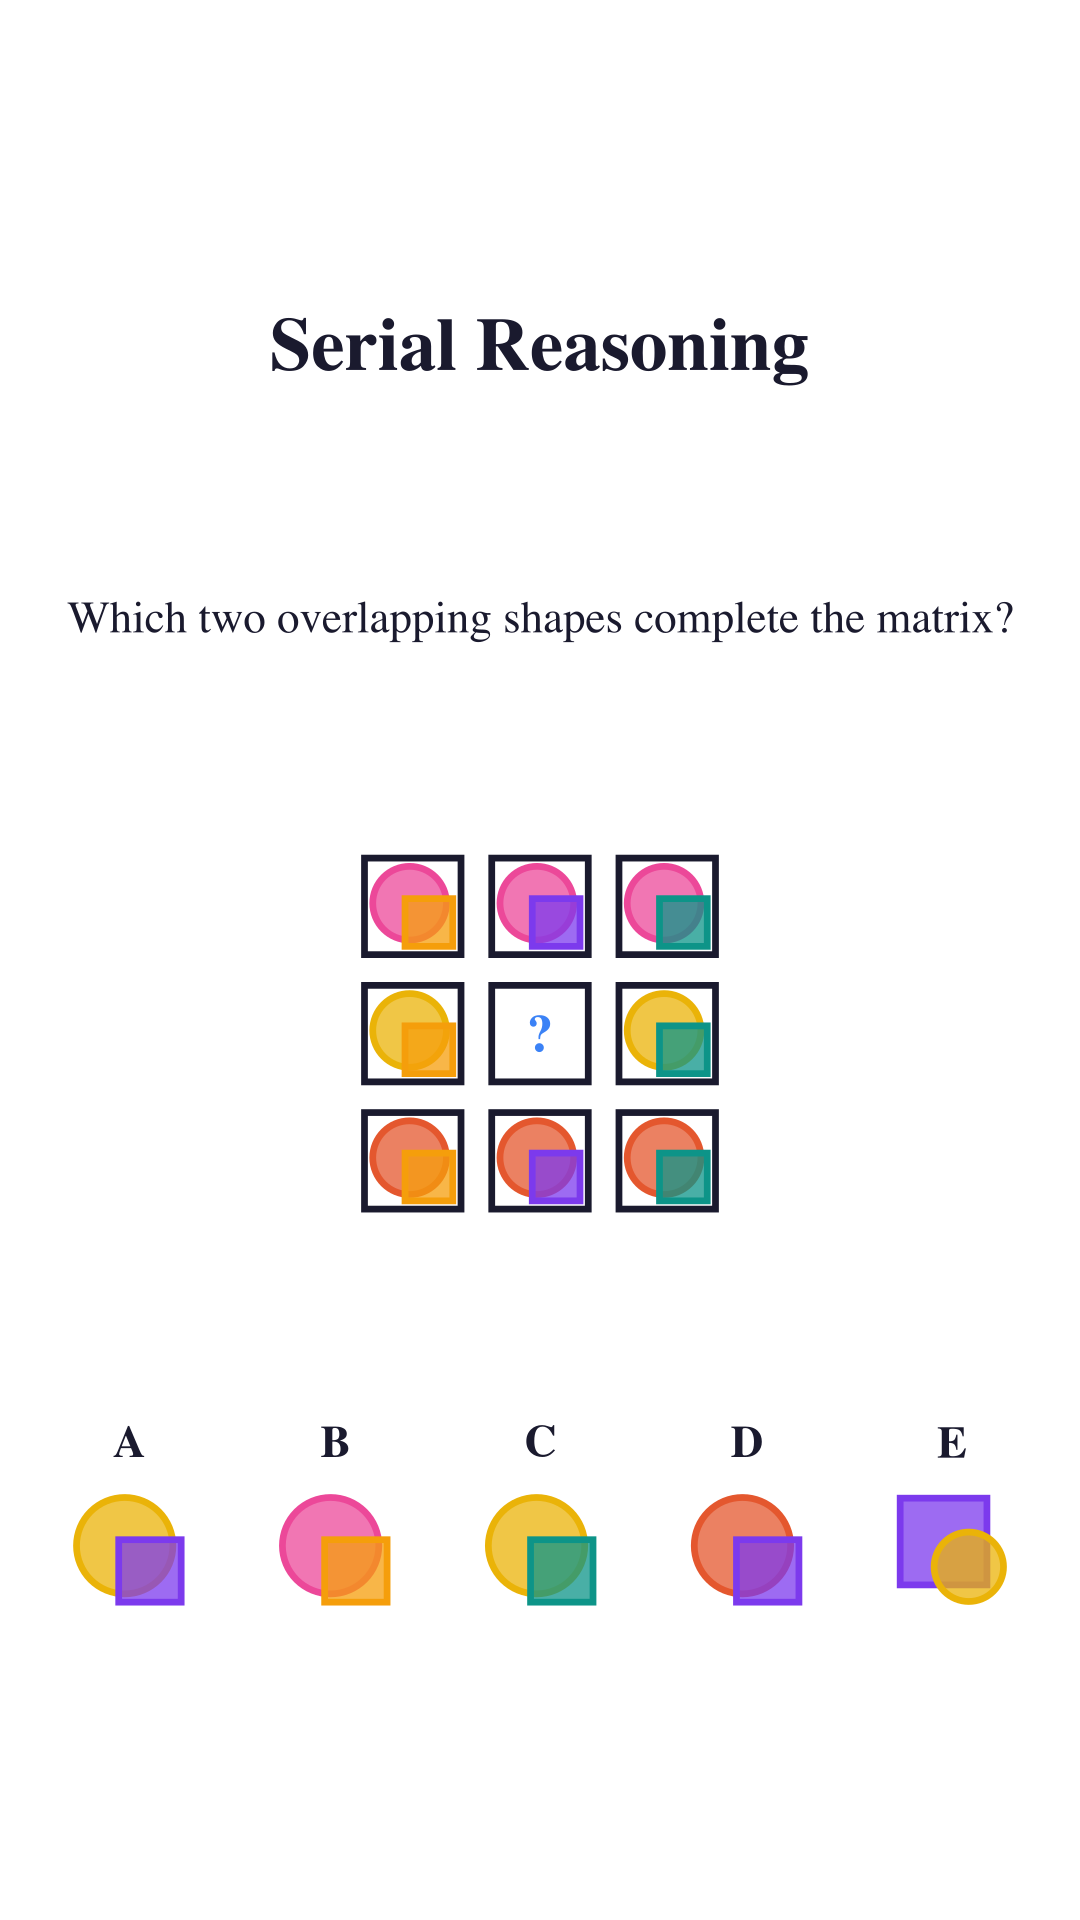 Serial Reasoning
Which two overlapping shapes complete the matrix?
?
A B C D E